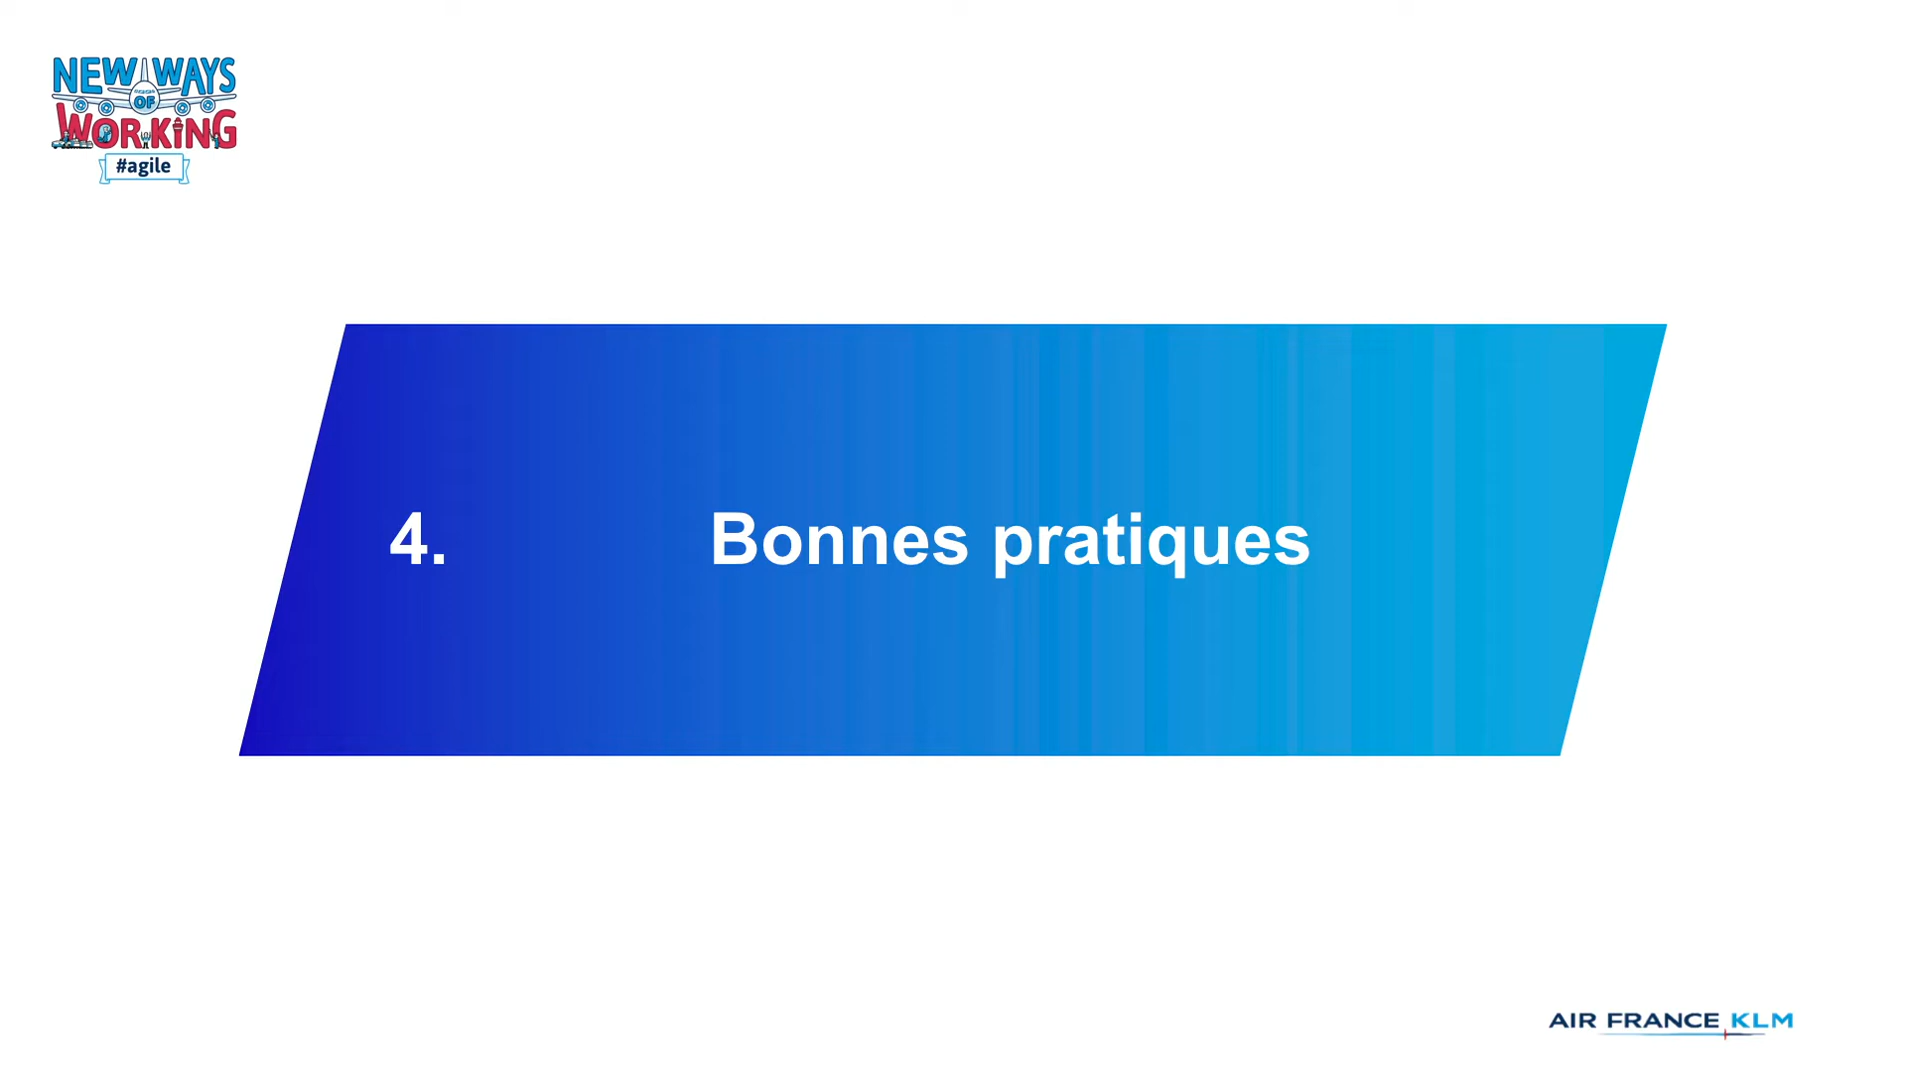 NEW WAYS
OF
WORKING
#agile
4. Bonnes pratiques
AIR FRANCE KLM